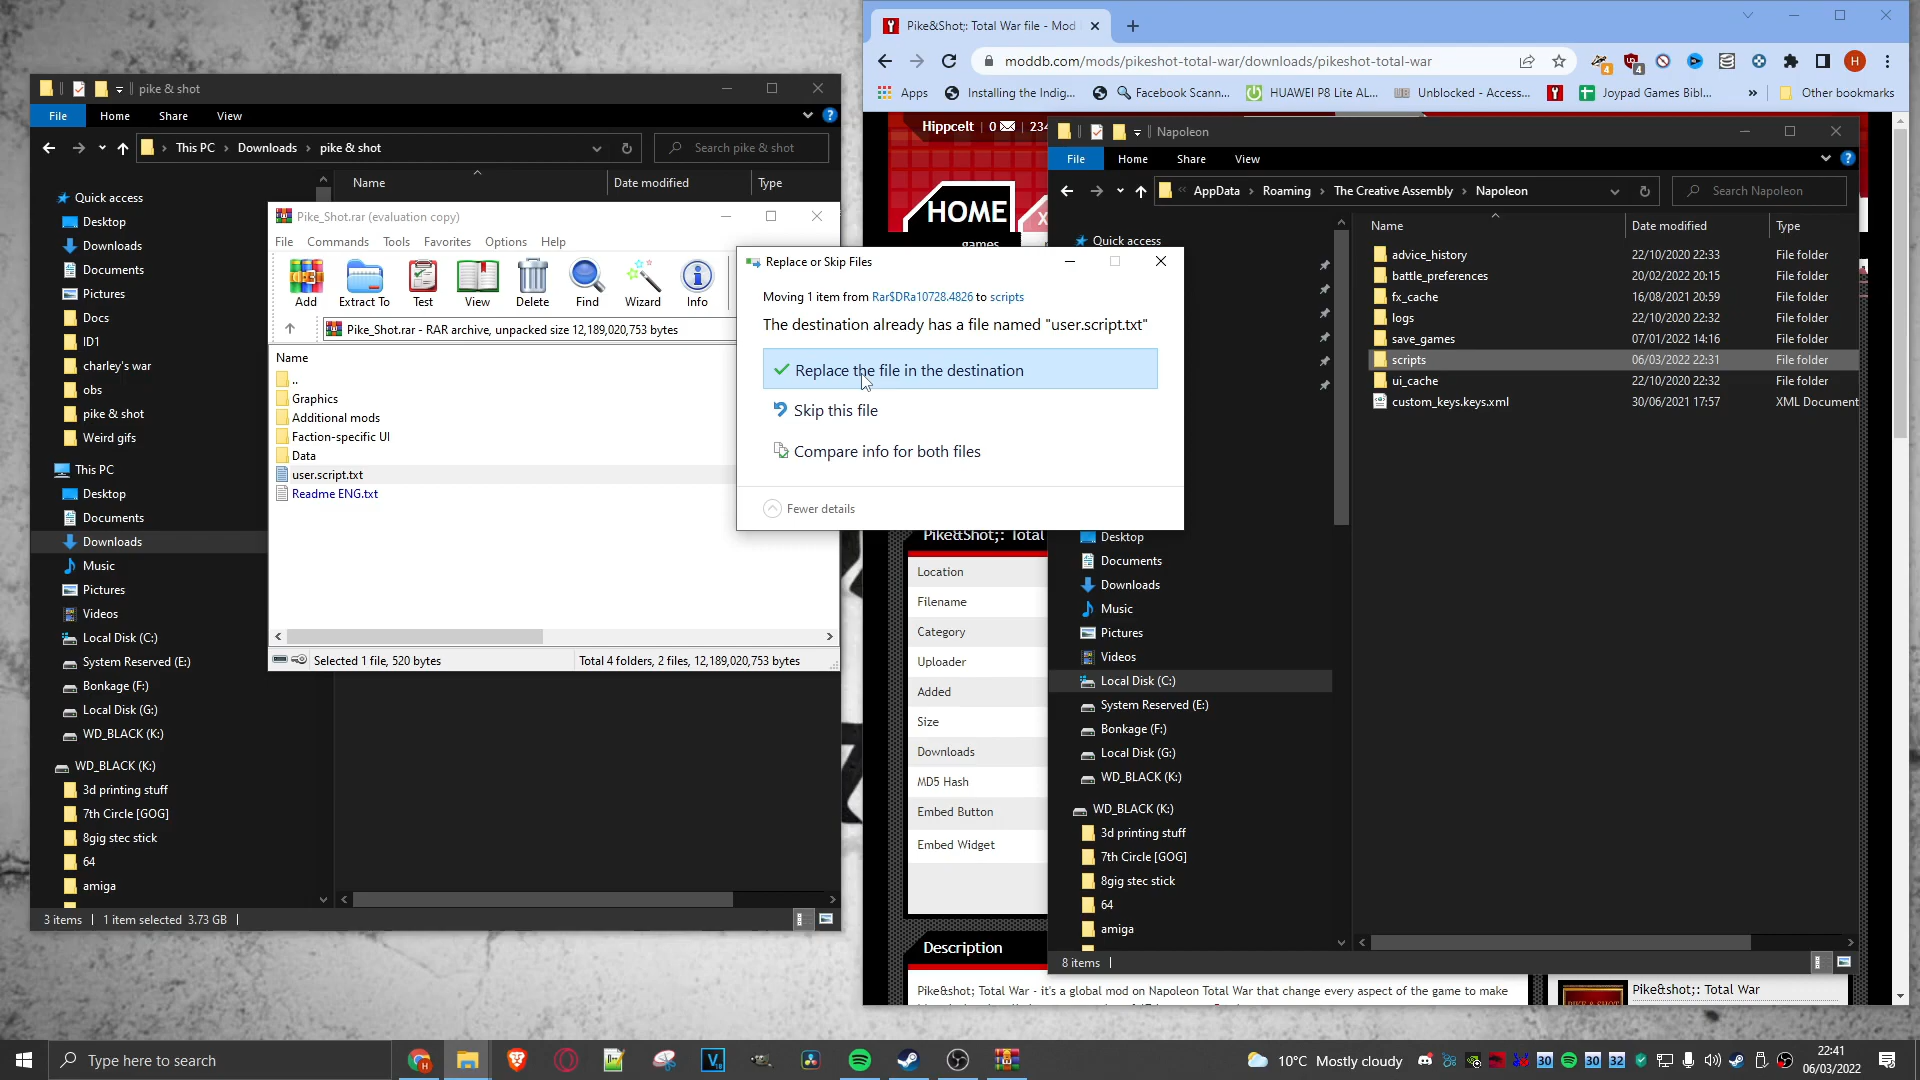 pike & shot
File
Home
Share
View
This PC
Downloads
pike & shot
Search pike & shot
Name
Date modified
Type
Quick access
Desktop
Downloads
Documents
Pictures
Docs
ID1
charley's war
obs
pike & shot
Weird gifs
This PC
Desktop
Documents
Downloads
Music
Pictures
Videos
Local Disk (C:)
System Reserved (E:)
Bonkage (F:)
Local Disk (G:)
WD_BLACK (K:)
WD_BLACK (K:)
3d printing stuff
7th Circle [GOG]
8gig stec stick
64
amiga
3 items
1 item selected 3.73 GB
Pike_Shot.rar (evaluation copy)
File
Commands
Tools
Favorites
Options
Help
Add
Extract To
Test
View
Delete
Find
Wizard
Info
Pike_Shot.rar - RAR archive, unpacked size 12,189,020,753 bytes
Name
..
Graphics
Additional mods
Faction-specific UI
Data
user.script.txt
Readme ENG.txt
Selected 1 file, 520 bytes
Total 4 folders, 2 files, 12,189,020,753 bytes
Replace or Skip Files
Moving 1 item from Rar$DRa10728.4826 to scripts
The destination already has a file named "user.script.txt"
Replace the file in the destination
Skip this file
Compare info for both files
Fewer details
Pike&Shot;: Total War file - Mod
moddb.com/mods/pikeshot-total-war/downloads/pikeshot-total-war
4
4
H
Apps
Installing the Indig...
Facebook Scann...
HUAWEI P8 Lite AL...
Unblocked - Access...
Joypad Games Bibl...
»
Other bookmarks
Hippcelt
0
234
HOME
X
games
Pike&Shot;: Total
Location
Filename
Category
Uploader
Added
Size
Downloads
MD5 Hash
Embed Button
Embed Widget
Description
Pike&shot; Total War - it's a global mod on Napoleon Total War that change every aspect of the game to make
Pike&shot;: Total War
PIKE & SHOT
Napoleon
File
Home
Share
View
AppData
Roaming
The Creative Assembly
Napoleon
Search Napoleon
Name
Date modified
Type
advice_history 22/10/2020 22:33 File folder
battle_preferences 20/02/2022 20:15 File folder
fx_cache 16/08/2021 20:59 File folder
logs 22/10/2020 22:32 File folder
save_games 07/01/2022 14:16 File folder
scripts 06/03/2022 22:31 File folder
ui_cache 22/10/2020 22:32 File folder
custom_keys.keys.xml 30/06/2021 17:57 XML Document
Quick access
Desktop
Documents
Downloads
Music
Pictures
Videos
Local Disk (C:)
System Reserved (E:)
Bonkage (F:)
Local Disk (G:)
WD_BLACK (K:)
WD_BLACK (K:)
3d printing stuff
7th Circle [GOG]
8gig stec stick
64
amiga
8 items
Type here to search
10°C Mostly cloudy
30
30
32
22:41
06/03/2022